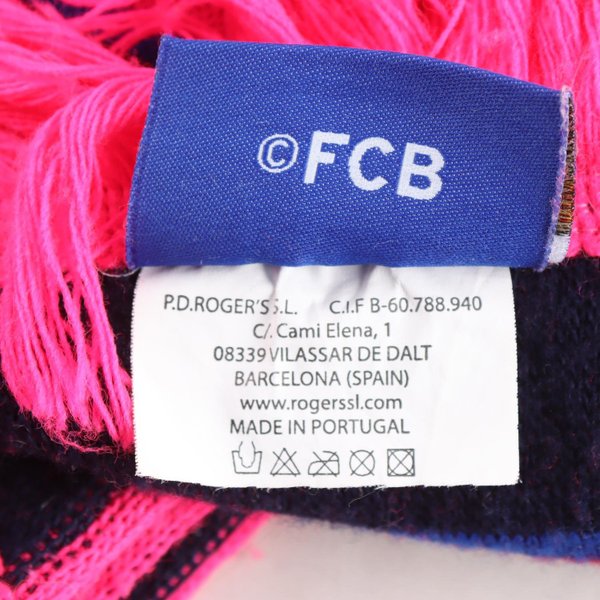 ©FCB
P.D.ROGER'S S.L. C.I.F B-60.788.940
C/. Cami Elena, 1
08339 VILASSAR DE DALT
BARCELONA (SPAIN)
www.rogerssl.com
MADE IN PORTUGAL